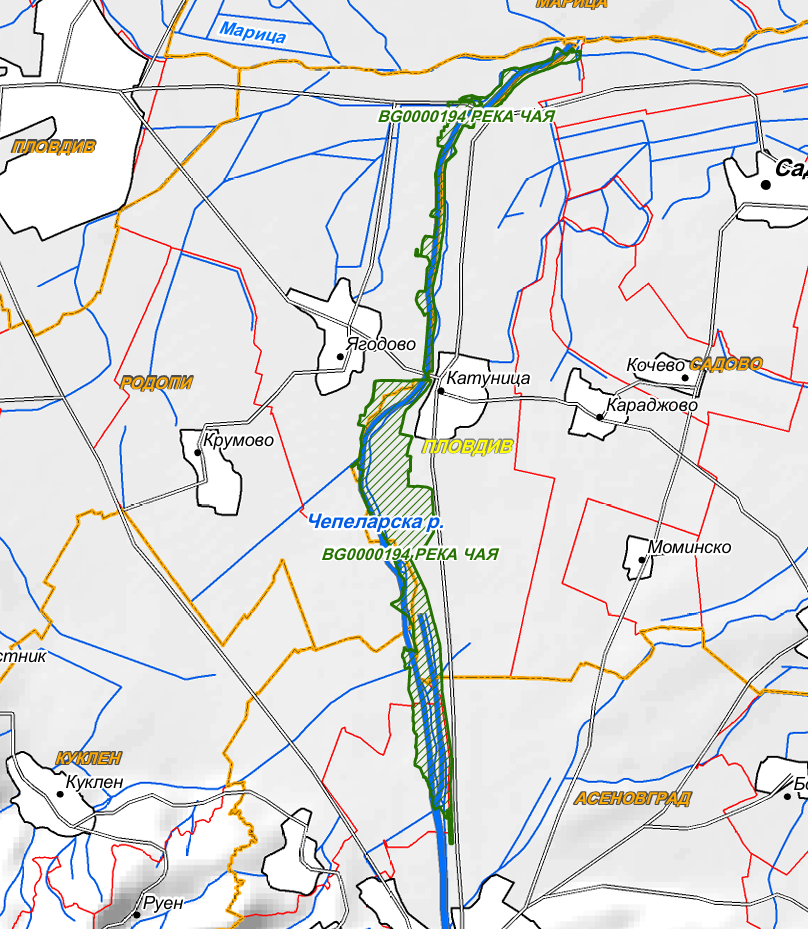 МАРИЦА
Марица
BG0000194 РЕКА ЧАЯ
ПЛОВДИВ
Сад
Ягодово
Кочево
САДОВО
РОДОПИ
Катуница
Караджово
Крумово
ПЛОВДИВ
Чепеларска р.
Моминско
BG0000194 РЕКА ЧАЯ
стник
КУКЛЕН
Куклен
Бо
АСЕНОВГРАД
Руен